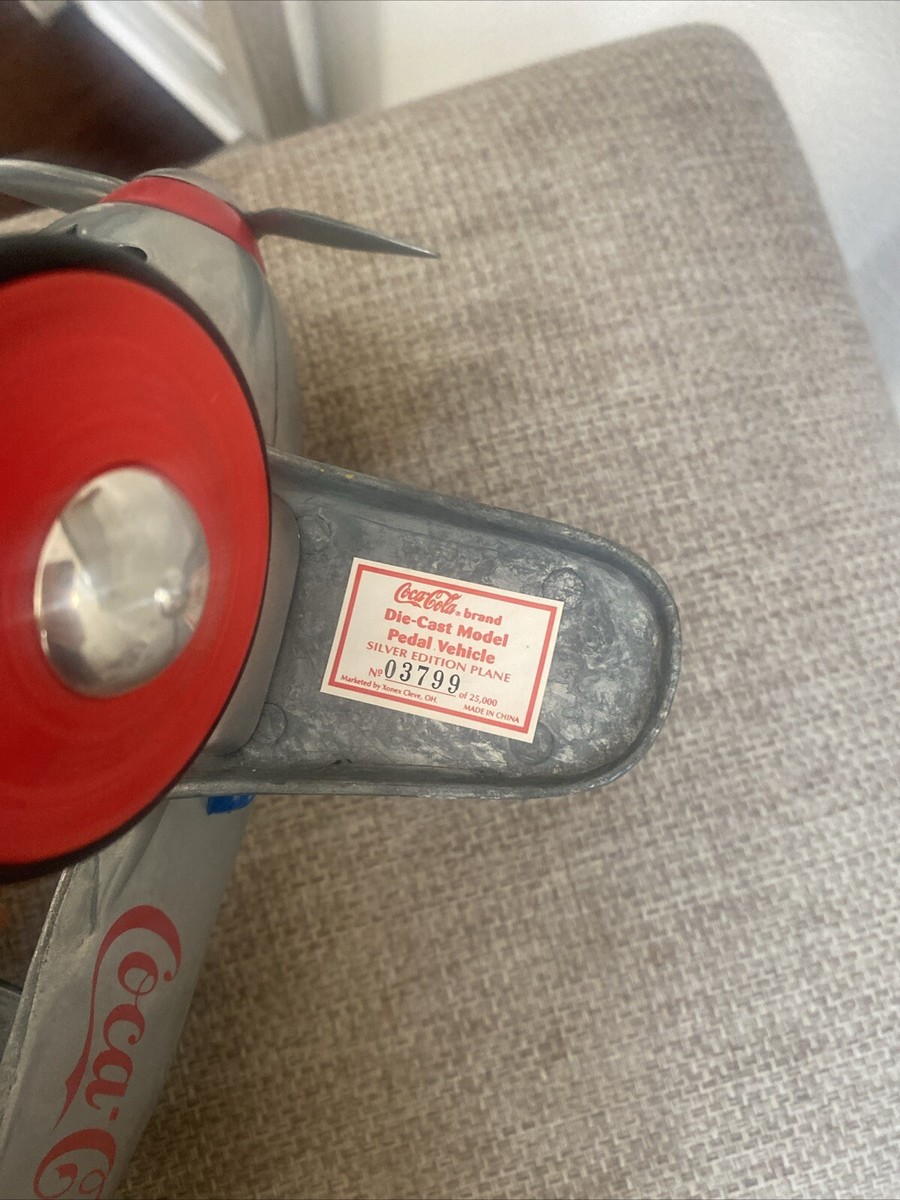 Coca-Cola® brand
Die-Cast Model
Pedal Vehicle
SILVER EDITION PLANE
Nº 03799 of 25,000
Marketed by Xonex Cleve, OH. MADE IN CHINA
Coca-Co